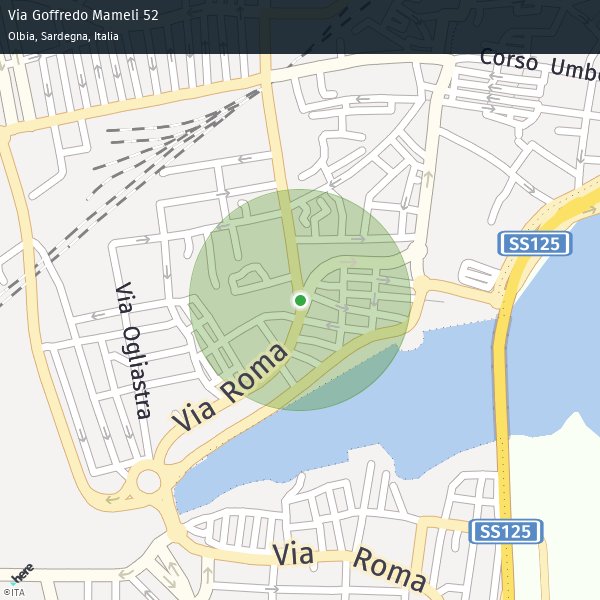 Via Goffredo Mameli 52
Olbia, Sardegna, Italia
Corso Umbe
SS125
Via Ogliastra
Via Roma
SS125
Via Roma
here
©ITA